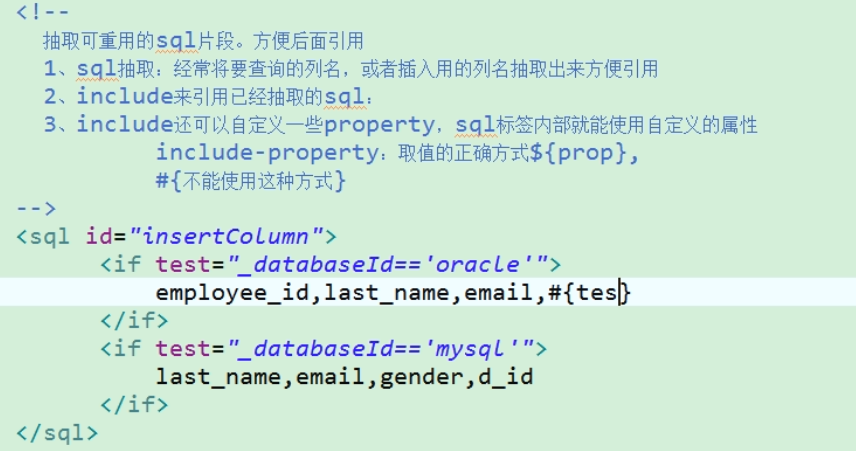 <!--
抽取可重用的sql片段。方便后面引用
1、sql抽取：经常将要查询的列名，或者插入用的列名抽取出来方便引用
2、include来引用已经抽取的sql：
3、include还可以自定义一些property，sql标签内部就能使用自定义的属性
include-property：取值的正确方式${prop},
#{不能使用这种方式}
-->
<sql id="insertColumn">
<if test="_databaseId=='oracle'">
employee_id,last_name,email,#{tes}
</if>
<if test="_databaseId=='mysql'">
last_name,email,gender,d_id
</if>
</sql>